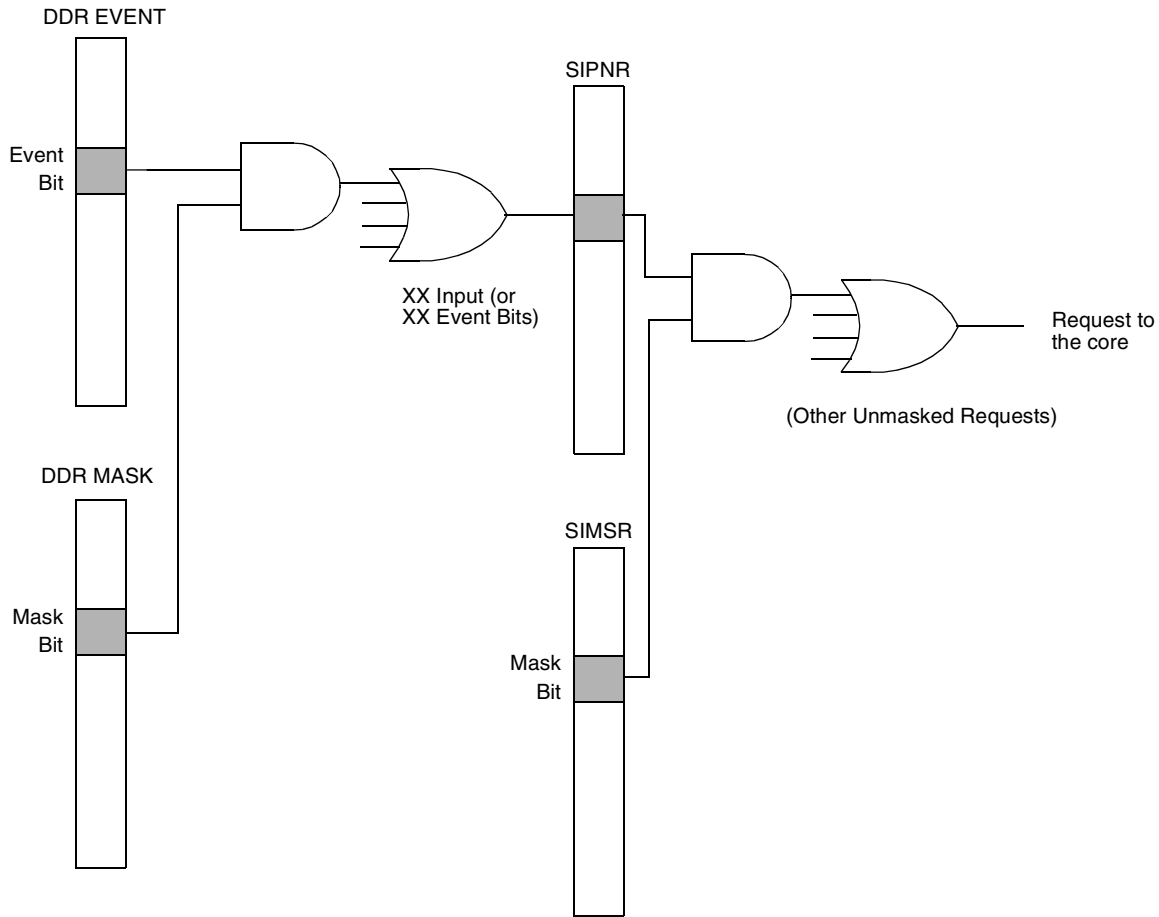 DDR EVENT
Event
Bit
SIPNR
XX Input (or
XX Event Bits)
Request to
the core
(Other Unmasked Requests)
DDR MASK
Mask
Bit
SIMSR
Mask
Bit